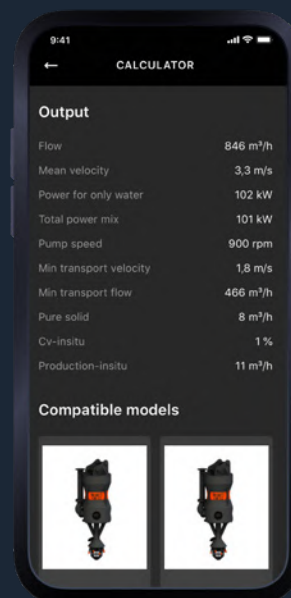 9:41
CALCULATOR
Output
Flow 846 m³/h
Mean velocity 3,3 m/s
Power for only water 102 kW
Total power mix 101 kW
Pump speed 900 rpm
Min transport velocity 1,8 m/s
Min transport flow 466 m³/h
Pure solid 8 m³/h
Cv-insitu 1 %
Production-insitu 11 m³/h
Compatible models